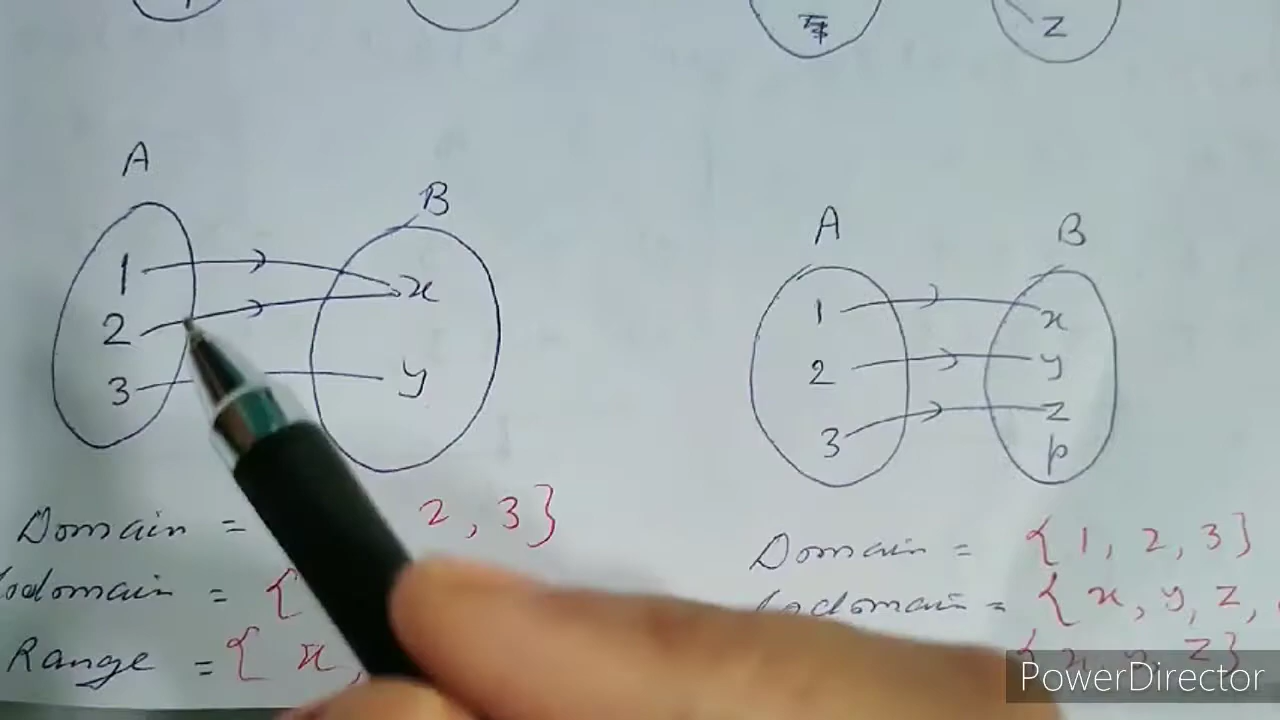 z
A
B
1
x
2
3
y
A
B
1
x
2
y
3
z
p
Domain = 2, 3}
codomain = {
Range = { x,
Domain = { 1, 2, 3}
codomain = { x, y, z,
{ x, y, z}
PowerDirector